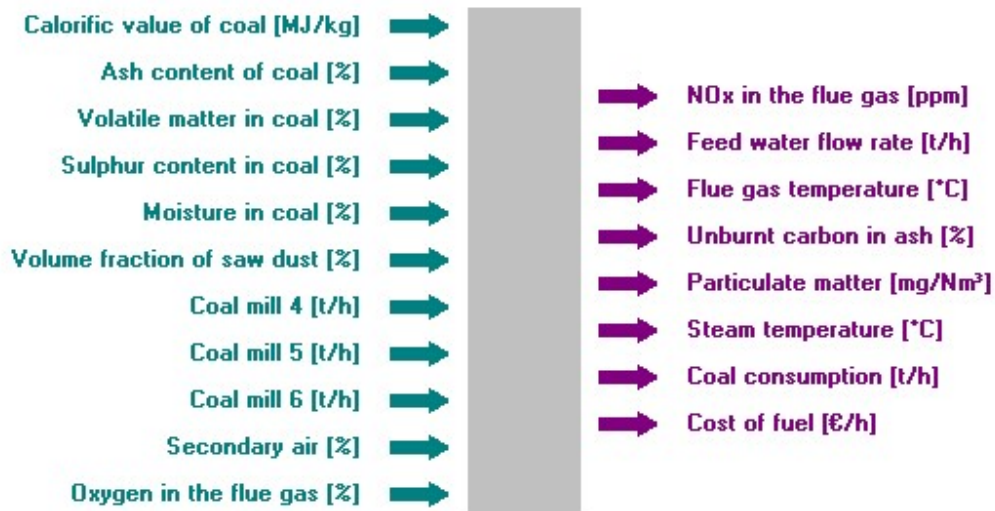 Calorific value of coal [MJ/kg]
Ash content of coal [%]
Volatile matter in coal [%]
Sulphur content in coal [%]
Moisture in coal [%]
Volume fraction of saw dust [%]
Coal mill 4 [t/h]
Coal mill 5 [t/h]
Coal mill 6 [t/h]
Secondary air [%]
Oxygen in the flue gas [%]
NOx in the flue gas [ppm]
Feed water flow rate [t/h]
Flue gas temperature [°C]
Unburnt carbon in ash [%]
Particulate matter [mg/Nm³]
Steam temperature [°C]
Coal consumption [t/h]
Cost of fuel [€/h]